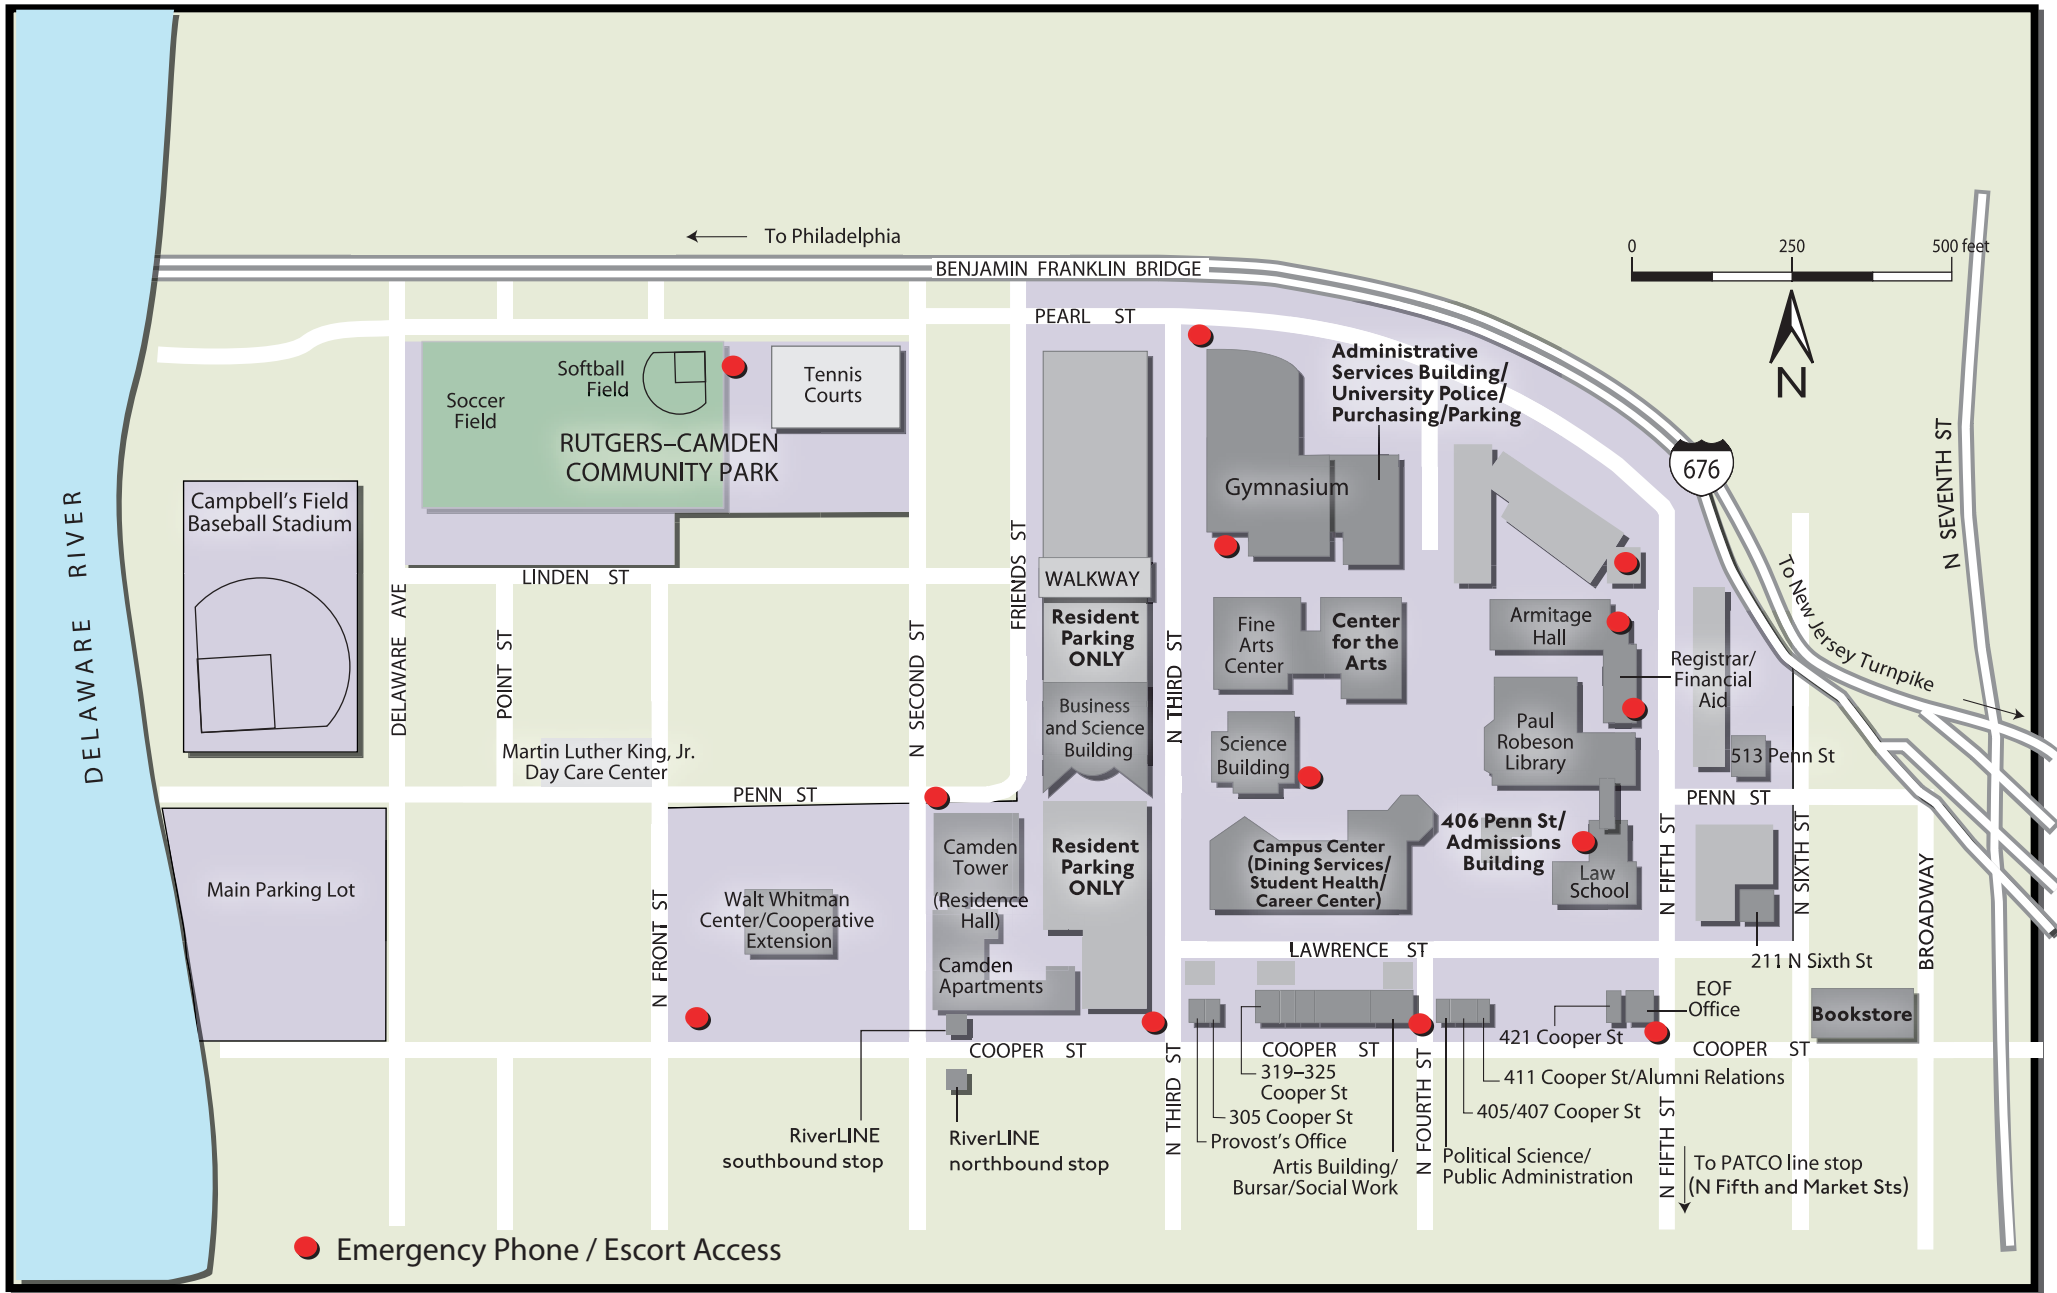 To Philadelphia
BENJAMIN FRANKLIN BRIDGE
0 250 500 feet
N
PEARL ST
Administrative
Services Building/
University Police/
Purchasing/Parking
Softball
Field
Tennis
Courts
Soccer
Field
RUTGERS–CAMDEN
COMMUNITY PARK
676
N SEVENTH ST
Gymnasium
Campbell's Field
Baseball Stadium
DELAWARE RIVER
LINDEN ST
FRIENDS ST
WALKWAY
Resident
Parking
ONLY
DELAWARE AVE
POINT ST
N SECOND ST
N THIRD ST
Fine
Arts
Center
Center
for the
Arts
Armitage
Hall
Registrar/
Financial
Aid
To New Jersey Turnpike
Business
and Science
Building
Science
Building
Paul
Robeson
Library
513 Penn St
Martin Luther King, Jr.
Day Care Center
PENN ST
PENN ST
Main Parking Lot
N FRONT ST
Walt Whitman
Center/Cooperative
Extension
Camden
Tower
(Residence
Hall)
Camden
Apartments
Resident
Parking
ONLY
Campus Center
(Dining Services/
Student Health/
Career Center)
406 Penn St/
Admissions
Building
Law
School
N FIFTH ST
N SIXTH ST
BROADWAY
LAWRENCE ST
211 N Sixth St
EOF
Office
Bookstore
421 Cooper St
COOPER ST
COOPER ST
COOPER ST
319–325
Cooper St
305 Cooper St
Provost's Office
Artis Building/
Bursar/Social Work
N THIRD ST
N FOURTH ST
411 Cooper St/Alumni Relations
405/407 Cooper St
Political Science/
Public Administration
N FIFTH ST
To PATCO line stop
(N Fifth and Market Sts)
RiverLINE
southbound stop
RiverLINE
northbound stop
Emergency Phone / Escort Access